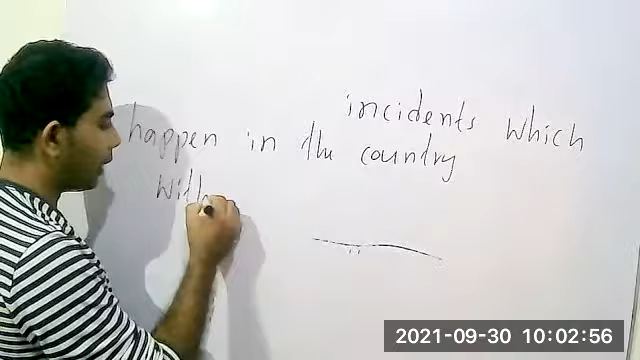 incidents which
happen in the country
with
2021-09-30 10:02:56